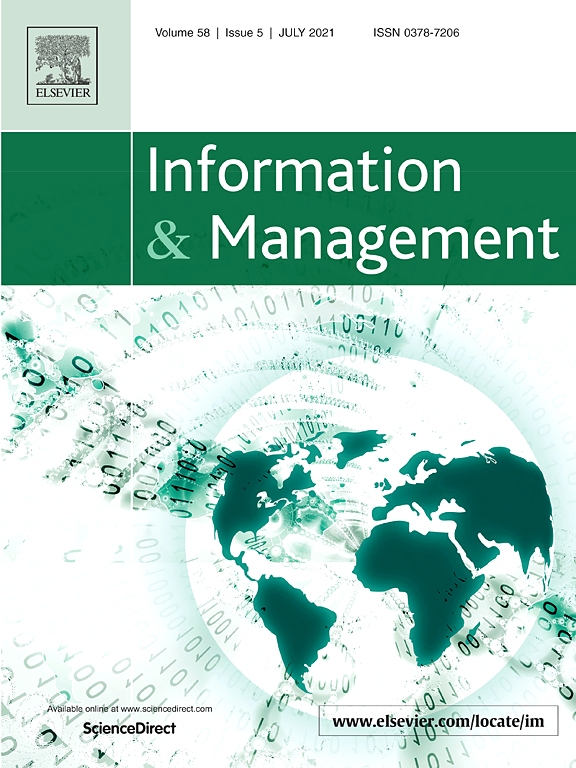 Volume 58 | Issue 5 | JULY 2021 ISSN 0378-7206
ELSEVIER
Information
& Management
Available online at www.sciencedirect.com
ScienceDirect
www.elsevier.com/locate/im